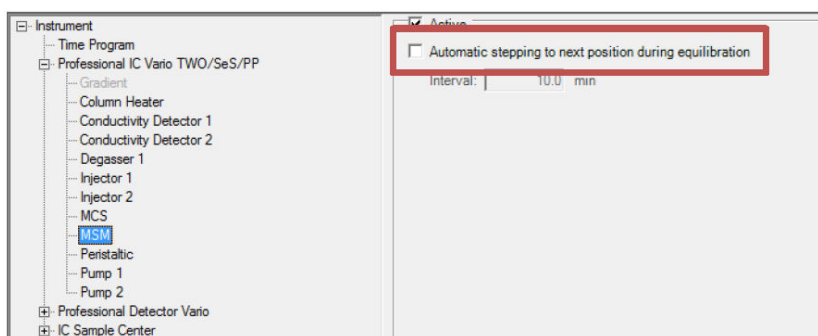 Instrument
Time Program
Professional IC Vario TWO/SeS/PP
Gradient
Column Heater
Conductivity Detector 1
Conductivity Detector 2
Degasser 1
Injector 1
Injector 2
MCS
MSM
Peristaltic
Pump 1
Pump 2
Professional Detector Vario
IC Sample Center
Active
Automatic stepping to next position during equilibration
Interval: 10.0 min